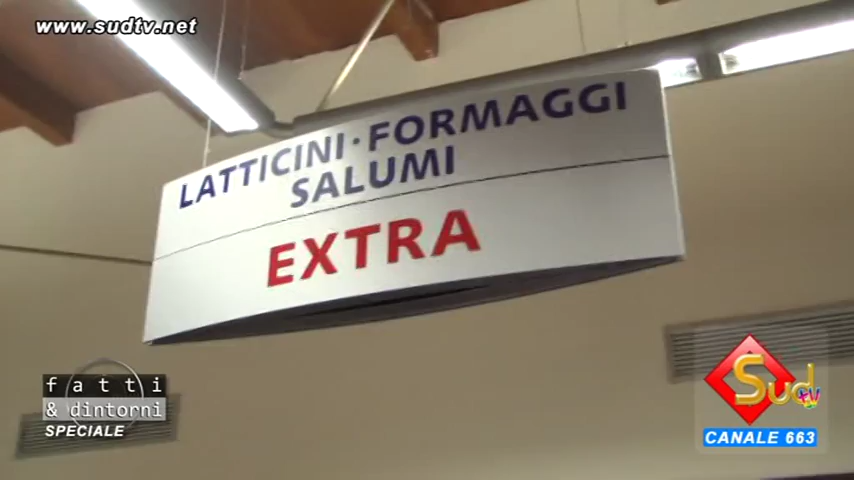 www.sudtv.net
LATTICINI · FORMAGGI
SALUMI
EXTRA
fatti
& dintorni
SPECIALE
Sud
tv
CANALE 663